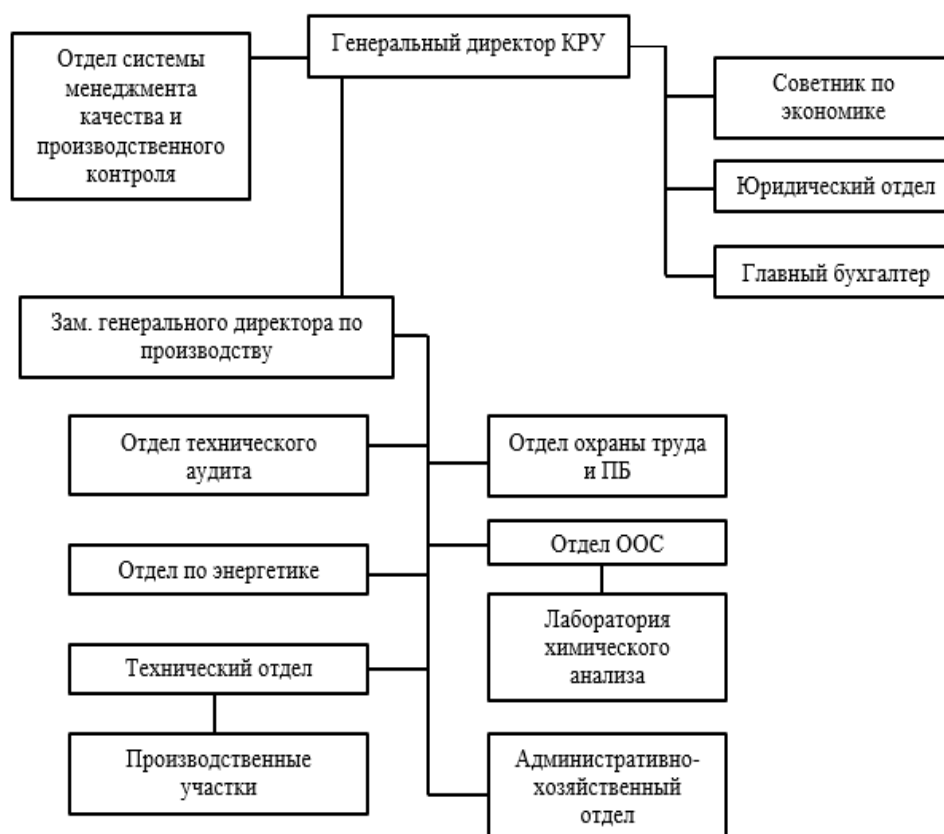 Генеральный директор КРУ
Отдел системы
менеджмента
качества и
производственного
контроля
Советник по
экономике
Юридический отдел
Главный бухгалтер
Зам. генерального директора по
производству
Отдел технического
аудита
Отдел охраны труда
и ПБ
Отдел ООС
Отдел по энергетике
Лаборатория
химического
анализа
Технический отдел
Производственные
участки
Административно-
хозяйственный
отдел